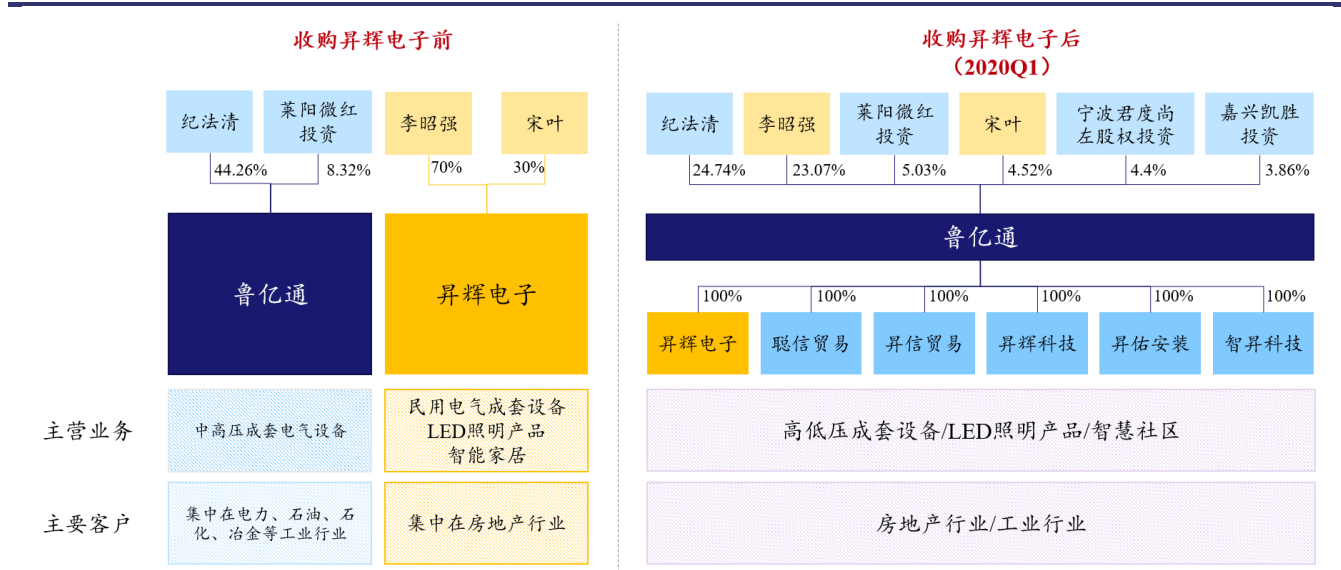 收购昇辉电子前
纪法清
莱阳微红
投资
李昭强
宋叶
44.26%
8.32%
70%
30%
鲁亿通
昇辉电子
收购昇辉电子后
（2020Q1）
纪法清
李昭强
莱阳微红
投资
宋叶
宁波君度尚
左股权投资
嘉兴凯胜
投资
24.74%
23.07%
5.03%
4.52%
4.4%
3.86%
鲁亿通
100%
100%
100%
100%
100%
100%
昇辉电子
聪信贸易
昇信贸易
昇辉科技
昇佑安装
智昇科技
主营业务
中高压成套电气设备
民用电气成套设备
LED照明产品
智能家居
高低压成套设备/LED照明产品/智慧社区
主要客户
集中在电力、石油、石
化、冶金等工业行业
集中在房地产行业
房地产行业/工业行业